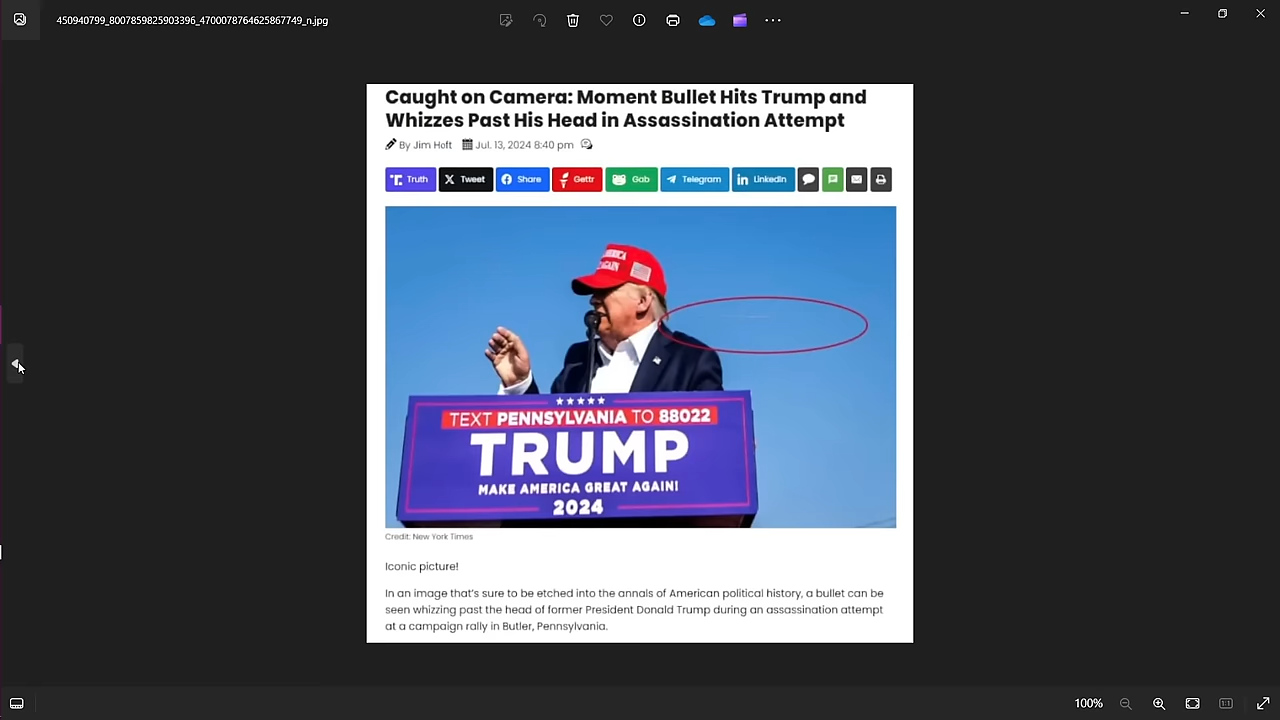 450940799_8007859825903396_4700078764625867749_n.jpg
Caught on Camera: Moment Bullet Hits Trump and
Whizzes Past His Head in Assassination Attempt
By Jim Hoft Jul. 13, 2024 8:40 pm
Truth Tweet Share Gettr Gab Telegram LinkedIn
AGAIN
TEXT PENNSYLVANIA TO 88022
TRUMP
MAKE AMERICA GREAT AGAIN!
2024
Credit: New York Times
Iconic picture!
In an image that's sure to be etched into the annals of American political history, a bullet can be
seen whizzing past the head of former President Donald Trump during an assassination attempt
at a campaign rally in Butler, Pennsylvania.
100%